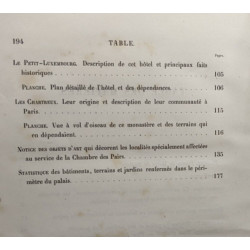 194 TABLE.
Pages.
Le Petit-Luxembourg. Description de cet hôtel et principaux faits
historiques . . . . . . . . . . 105
Planche. Plan détaillé de l'hôtel et des dépendances. . . . . 106
Les Chartreux. Leur origine et description de leur communauté à
Paris. . . . . . . . . . 115
Planche. Vue à vol d'oiseau de ce monastère et des terrains qui
en dépendaient. . . . . . . . . . 116
Notice des objets d'art qui décorent les localités spécialement affectées
au service de la Chambre des Pairs. . . . . . . 135
Statistique des bâtiments, terrains et jardins renfermés dans le péri-
mètre du palais. . . . . . . . . . 177